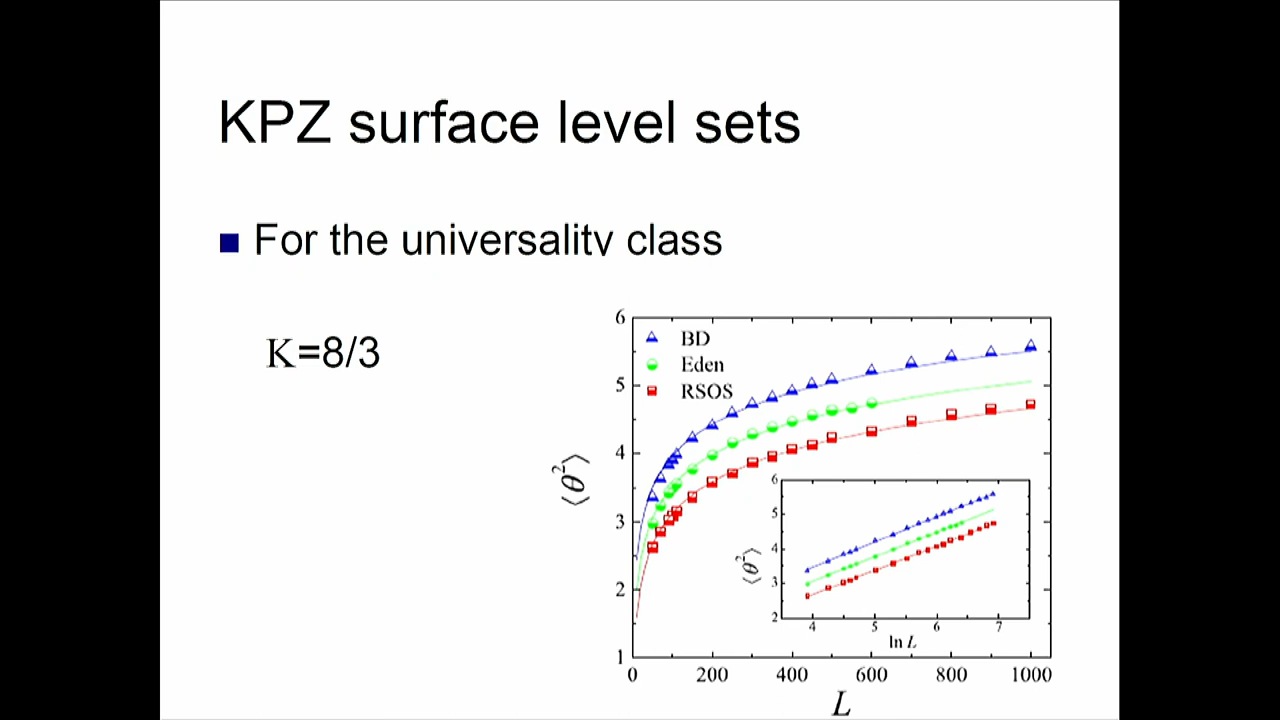 KPZ surface level sets
For the universality class
K=8/3
6
5
4
3
2
1
⟨θ²⟩
BD
Eden
RSOS
6
5
4
3
2
⟨θ²⟩
4 5 6 7
ln L
0 200 400 600 800 1000
L